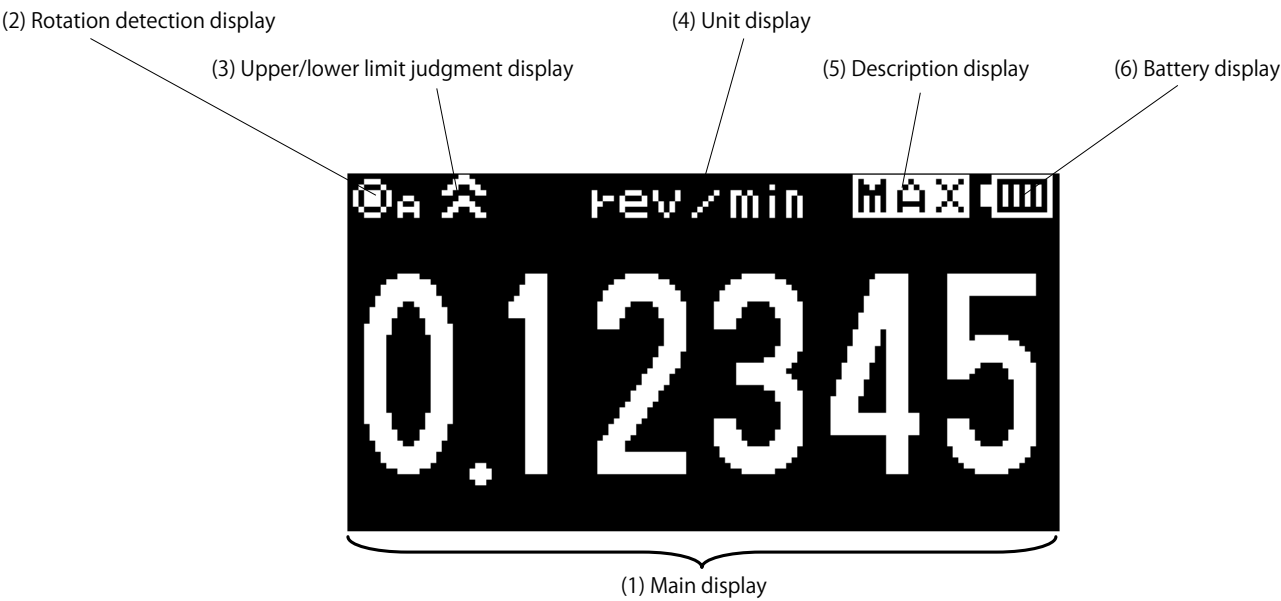 (2) Rotation detection display
(4) Unit display
(3) Upper/lower limit judgment display
(5) Description display
(6) Battery display
A rev/min MAX
0.12345
(1) Main display